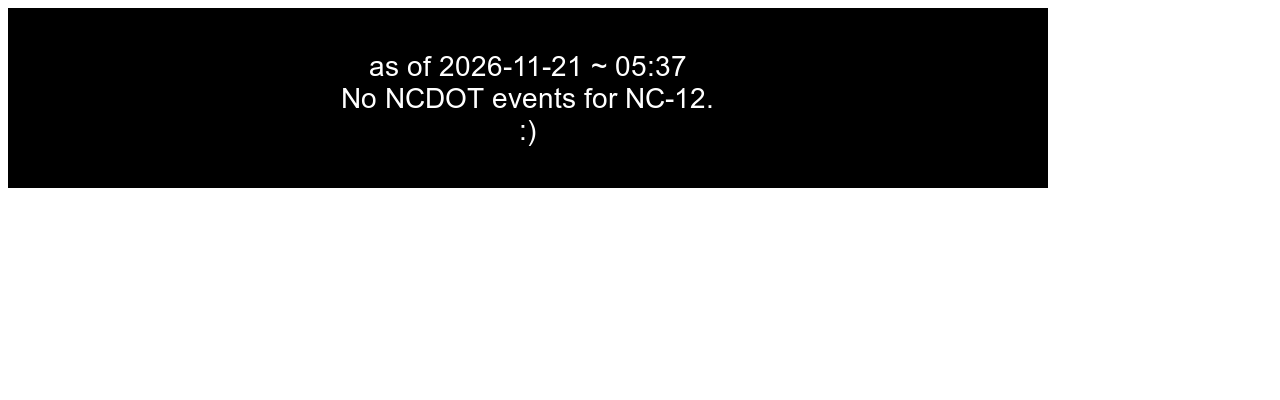 as of 2026-11-21 ~ 05:37
No NCDOT events for NC-12.
:)